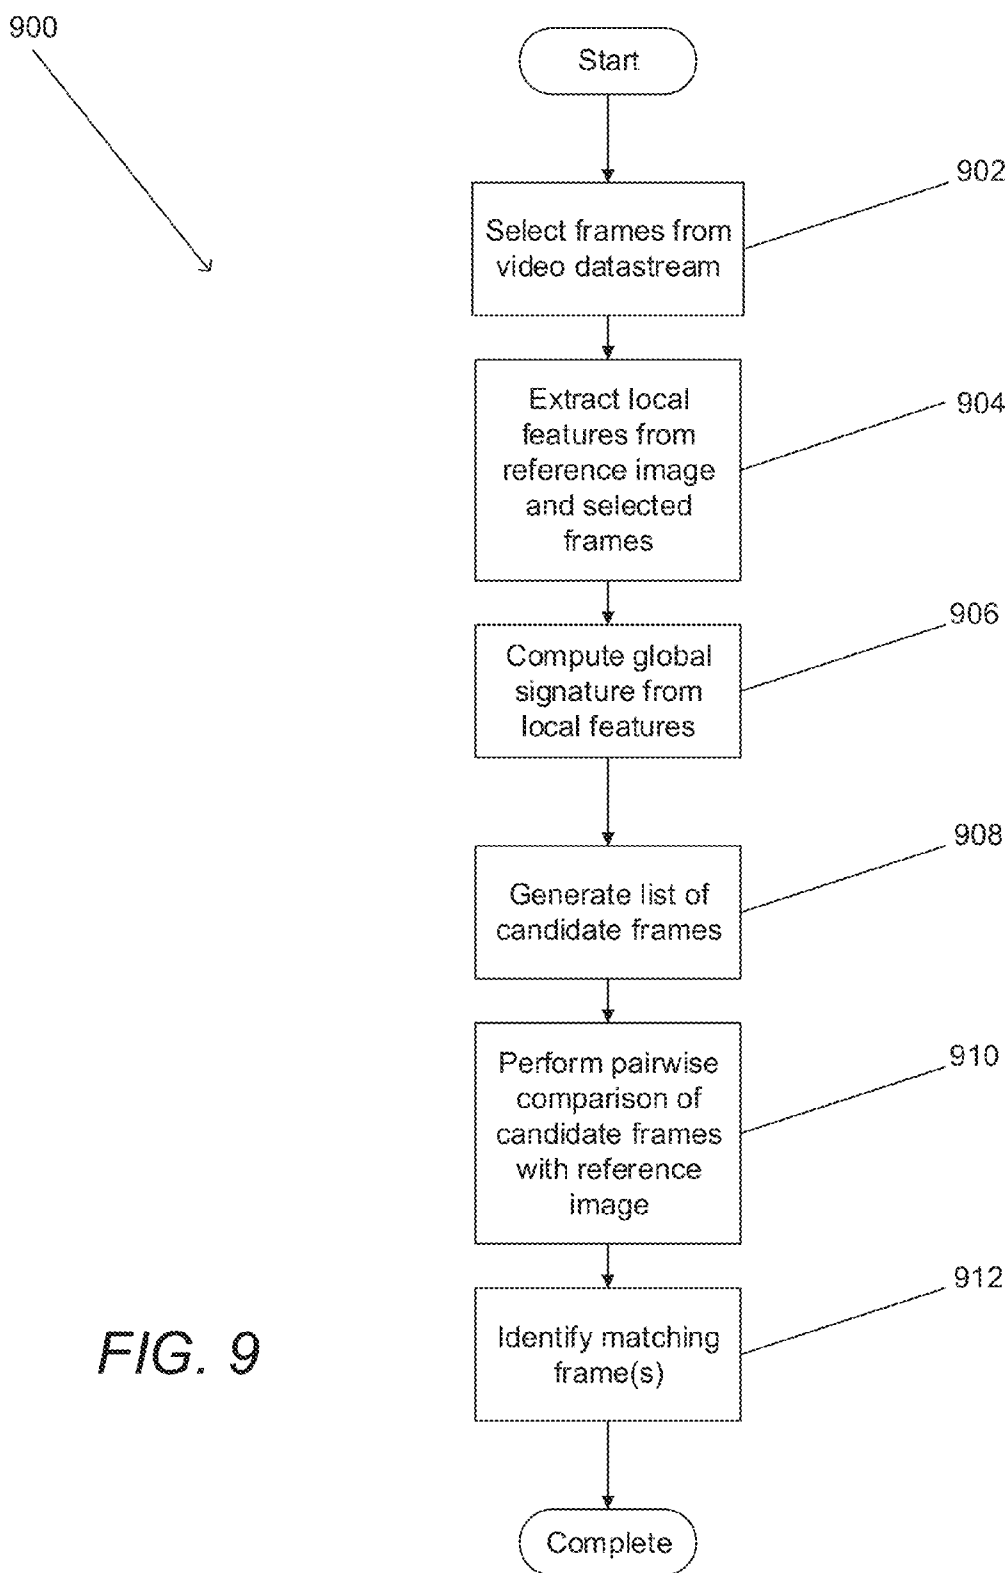 900
Start
902
Select frames from
video datastream
904
Extract local
features from
reference image
and selected
frames
906
Compute global
signature from
local features
908
Generate list of
candidate frames
910
Perform pairwise
comparison of
candidate frames
with reference
image
912
Identify matching
frame(s)
FIG. 9
Complete